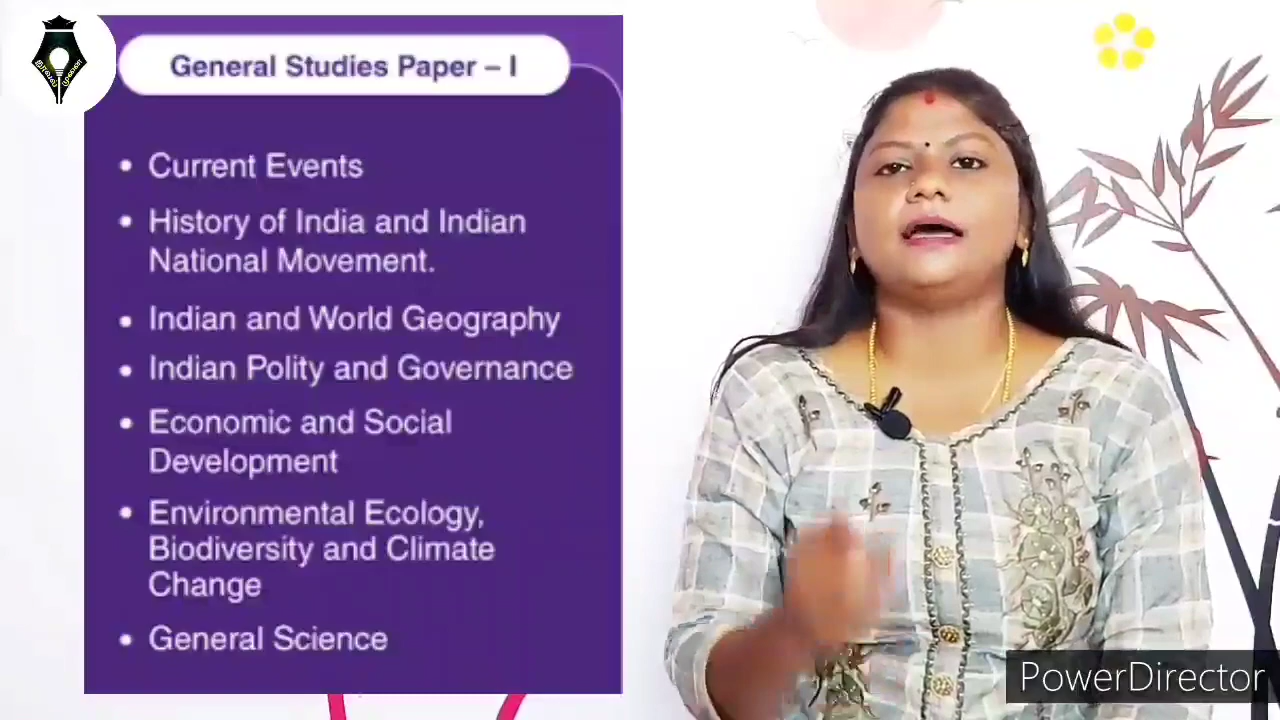 General Studies Paper – I
• Current Events
• History of India and Indian
National Movement.
• Indian and World Geography
• Indian Polity and Governance
• Economic and Social
Development
• Environmental Ecology,
Biodiversity and Climate
Change
• General Science
PowerDirector